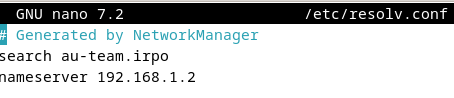 GNU nano 7.2 /etc/resolv.conf
# Generated by NetworkManager
search au-team.irpo
nameserver 192.168.1.2